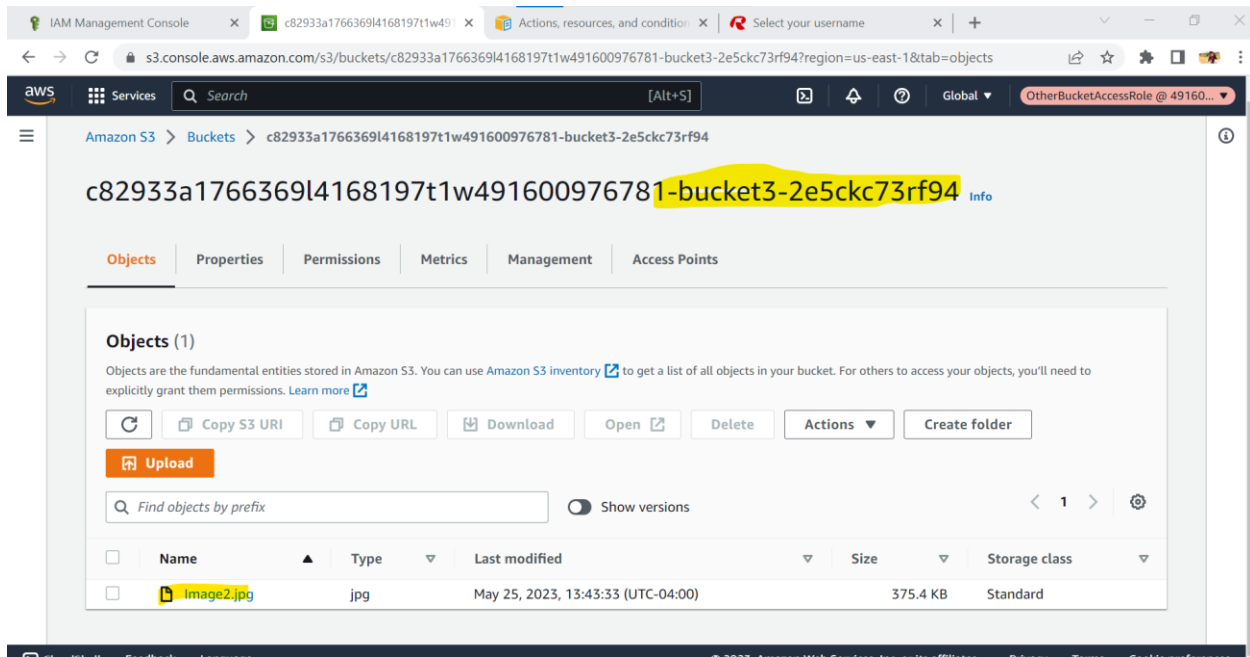 IAM Management Console
c82933a1766369l4168197t1w491
Actions, resources, and condition
Select your username
s3.console.aws.amazon.com/s3/buckets/c82933a1766369l4168197t1w491600976781-bucket3-2e5ckc73rf94?region=us-east-1&tab=objects
aws
Services
Search
[Alt+S]
Global
OtherBucketAccessRole @ 49160...
Amazon S3 > Buckets > c82933a1766369l4168197t1w491600976781-bucket3-2e5ckc73rf94
c82933a1766369l4168197t1w491600976781-bucket3-2e5ckc73rf94 Info
Objects Properties Permissions Metrics Management Access Points
Objects (1)
Objects are the fundamental entities stored in Amazon S3. You can use Amazon S3 inventory to get a list of all objects in your bucket. For others to access your objects, you'll need to
explicitly grant them permissions. Learn more
Copy S3 URI Copy URL Download Open Delete Actions Create folder
Upload
Find objects by prefix
Show versions
1
Name Type Last modified Size Storage class
Image2.jpg jpg May 25, 2023, 13:43:33 (UTC-04:00) 375.4 KB Standard